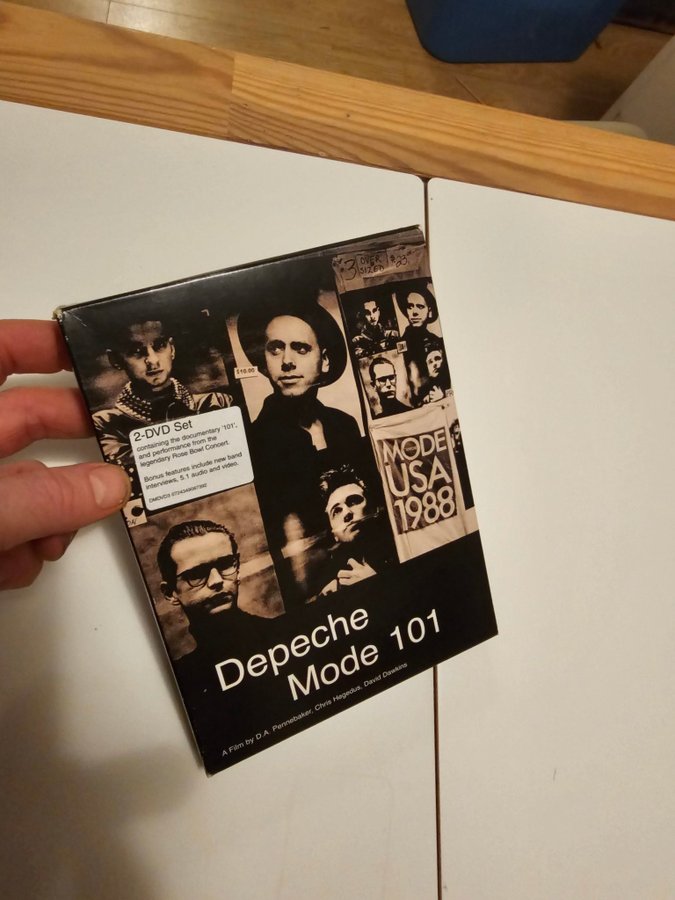 3 OVER $23
SIZED
$10.00
2-DVD Set
containing the documentary '101',
and performance from the
legendary Rose Bowl Concert.
Bonus features include new band
interviews, 5.1 audio and video.
MODE
USA
1988
Depeche
Mode 101
A Film by D.A. Pennebaker, Chris Hegedus, David Dawkins